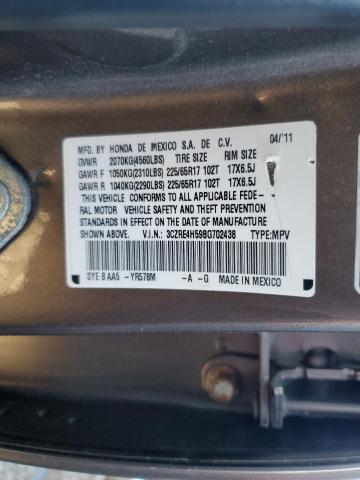 MFD. BY HONDA DE MEXICO S.A. DE C.V. 04/'11
GVWR 2070KG(4560LBS) TIRE SIZE RIM SIZE
GAWR F 1050KG(2310LBS) 225/65R17 102T 17X6.5J
GAWR R 1040KG(2290LBS) 225/65R17 102T 17X6.5J
THIS VEHICLE CONFORMS TO ALL APPLICABLE FEDE-
RAL MOTOR VEHICLE SAFETY AND THEFT PREVENTION
STANDARDS IN EFFECT ON THE DATE OF MANUFACTURE
SHOWN ABOVE. V.I.N.: 3CZRE4H59BG702438 TYPE:MPV
SYE B AA5 -YR578M -A -G MADE IN MEXICO